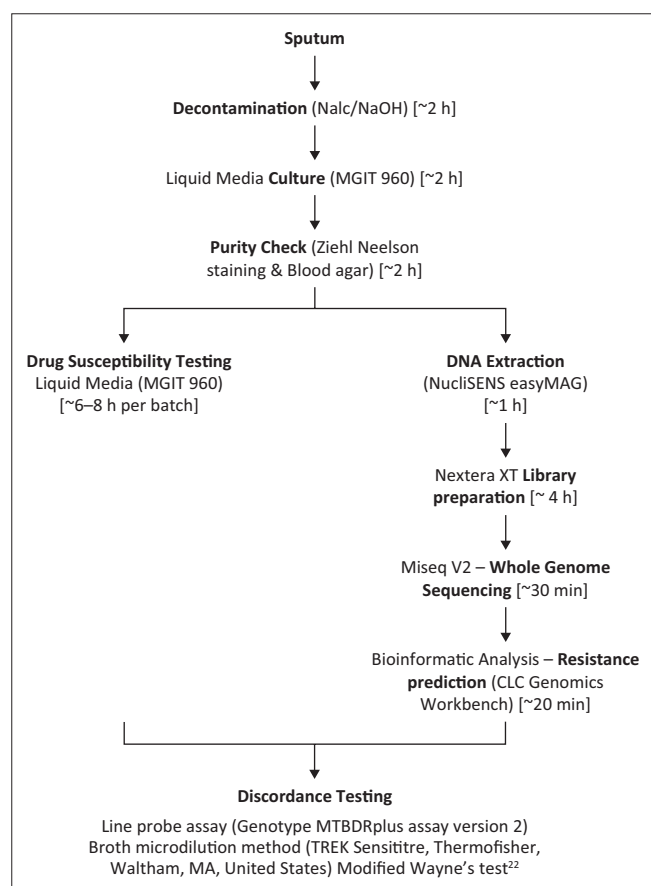 Sputum
Decontamination (Nalc/NaOH) [~2 h]
Liquid Media Culture (MGIT 960) [~2 h]
Purity Check (Ziehl Neelson
staining & Blood agar) [~2 h]
Drug Susceptibility Testing
Liquid Media (MGIT 960)
[~6–8 h per batch]
DNA Extraction
(NucliSENS easyMAG)
[~1 h]
Nextera XT Library
preparation [~ 4 h]
Miseq V2 – Whole Genome
Sequencing [~30 min]
Bioinformatic Analysis – Resistance
prediction (CLC Genomics
Workbench) [~20 min]
Discordance Testing
Line probe assay (Genotype MTBDRplus assay version 2)
Broth microdilution method (TREK Sensititre, Thermofisher,
Waltham, MA, United States) Modified Wayne's test²²